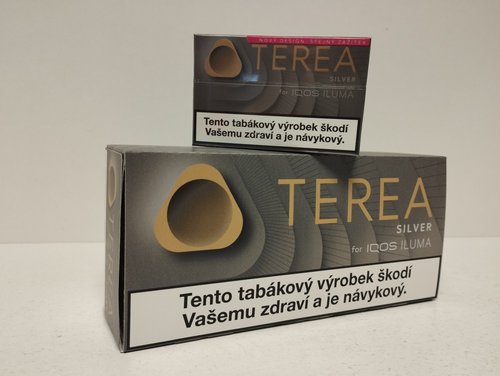 NOVÝ DESIGN. STEJNÝ ZÁŽITEK
TEREA
SILVER
for IQOS ILUMA
Tento tabákový výrobek škodí
Vašemu zdraví a je návykový.
TEREA
SILVER
for IQOS ILUMA
Tento tabákový výrobek škodí
Vašemu zdraví a je návykový.